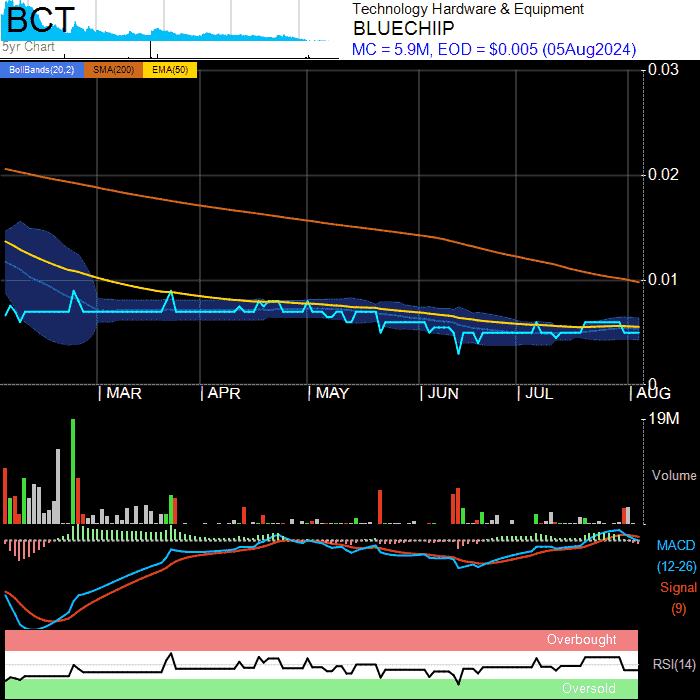 BCT
5yr Chart
Technology Hardware & Equipment
BLUECHIIP
MC = 5.9M, EOD = $0.005 (05Aug2024)
BollBands(20,2) SMA(200) EMA(50)
0.03
0.02
0.01
0
MAR APR MAY JUN JUL AUG
19M
Volume
MACD
(12-26)
Signal
(9)
Overbought
RSI(14)
Oversold